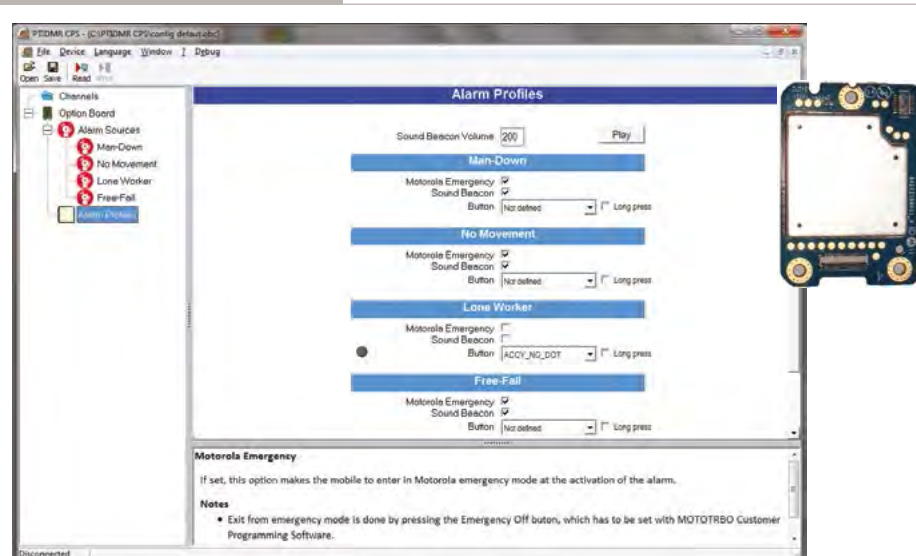 PTIDMR CPS - [C:\PTIDMR CPS\config default.obc]
File Device Language Window ? Debug
Open Save Read Write
Channels
Option Board
Alarm Sources
Man-Down
No Movement
Lone Worker
Free-Fall
Alarm Profiles
Alarm Profiles
Sound Beacon Volume 200 Play
Man-Down
Motorola Emergency
Sound Beacon
Button Not defined Long press
No Movement
Motorola Emergency
Sound Beacon
Button Not defined Long press
Lone Worker
Motorola Emergency
Sound Beacon
Button ACCY_NO_DOT Long press
Free-Fall
Motorola Emergency
Sound Beacon
Button Not defined Long press
Motorola Emergency
If set, this option makes the mobile to enter in Motorola emergency mode at the activation of the alarm.
Notes
• Exit from emergency mode is done by pressing the Emergency Off buton, which has to be set with MOTOTRBO Customer
Programming Software.
Disconnected